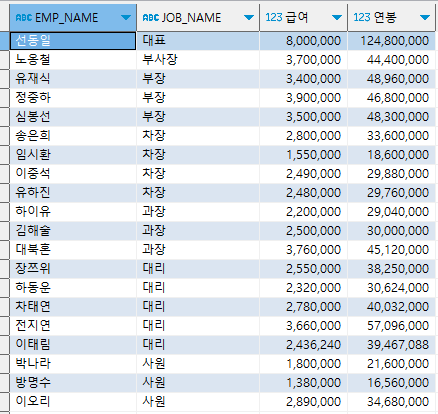 ABC EMP_NAME ABC JOB_NAME 123 급여 123 연봉
선동일 대표 8,000,000 124,800,000
노옹철 부사장 3,700,000 44,400,000
유재식 부장 3,400,000 48,960,000
정중하 부장 3,900,000 46,800,000
심봉선 부장 3,500,000 48,300,000
송은희 차장 2,800,000 33,600,000
임시환 차장 1,550,000 18,600,000
이중석 차장 2,490,000 29,880,000
유하진 차장 2,480,000 29,760,000
하이유 과장 2,200,000 29,040,000
김해술 과장 2,500,000 30,000,000
대북혼 과장 3,760,000 45,120,000
장쯔위 대리 2,550,000 38,250,000
하동운 대리 2,320,000 30,624,000
차태연 대리 2,780,000 40,032,000
전지연 대리 3,660,000 57,096,000
이태림 대리 2,436,240 39,467,088
박나라 사원 1,800,000 21,600,000
방명수 사원 1,380,000 16,560,000
이오리 사원 2,890,000 34,680,000